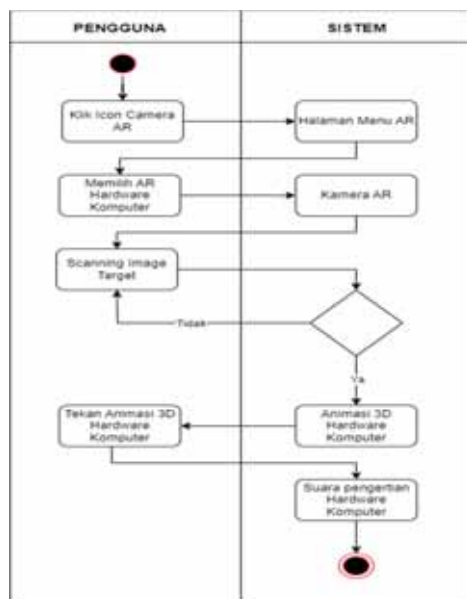 PENGGUNA
SISTEM
Klik Icon Camera
AR
Halaman Menu AR
Memilih AR
Hardware
Komputer
Kamera AR
Scanning Image
Target
Tidak
Ya
Tekan Animasi 3D
Hardware
Komputer
Animasi 3D
Hardware
Komputer
Suara pengertian
Hardware
Komputer